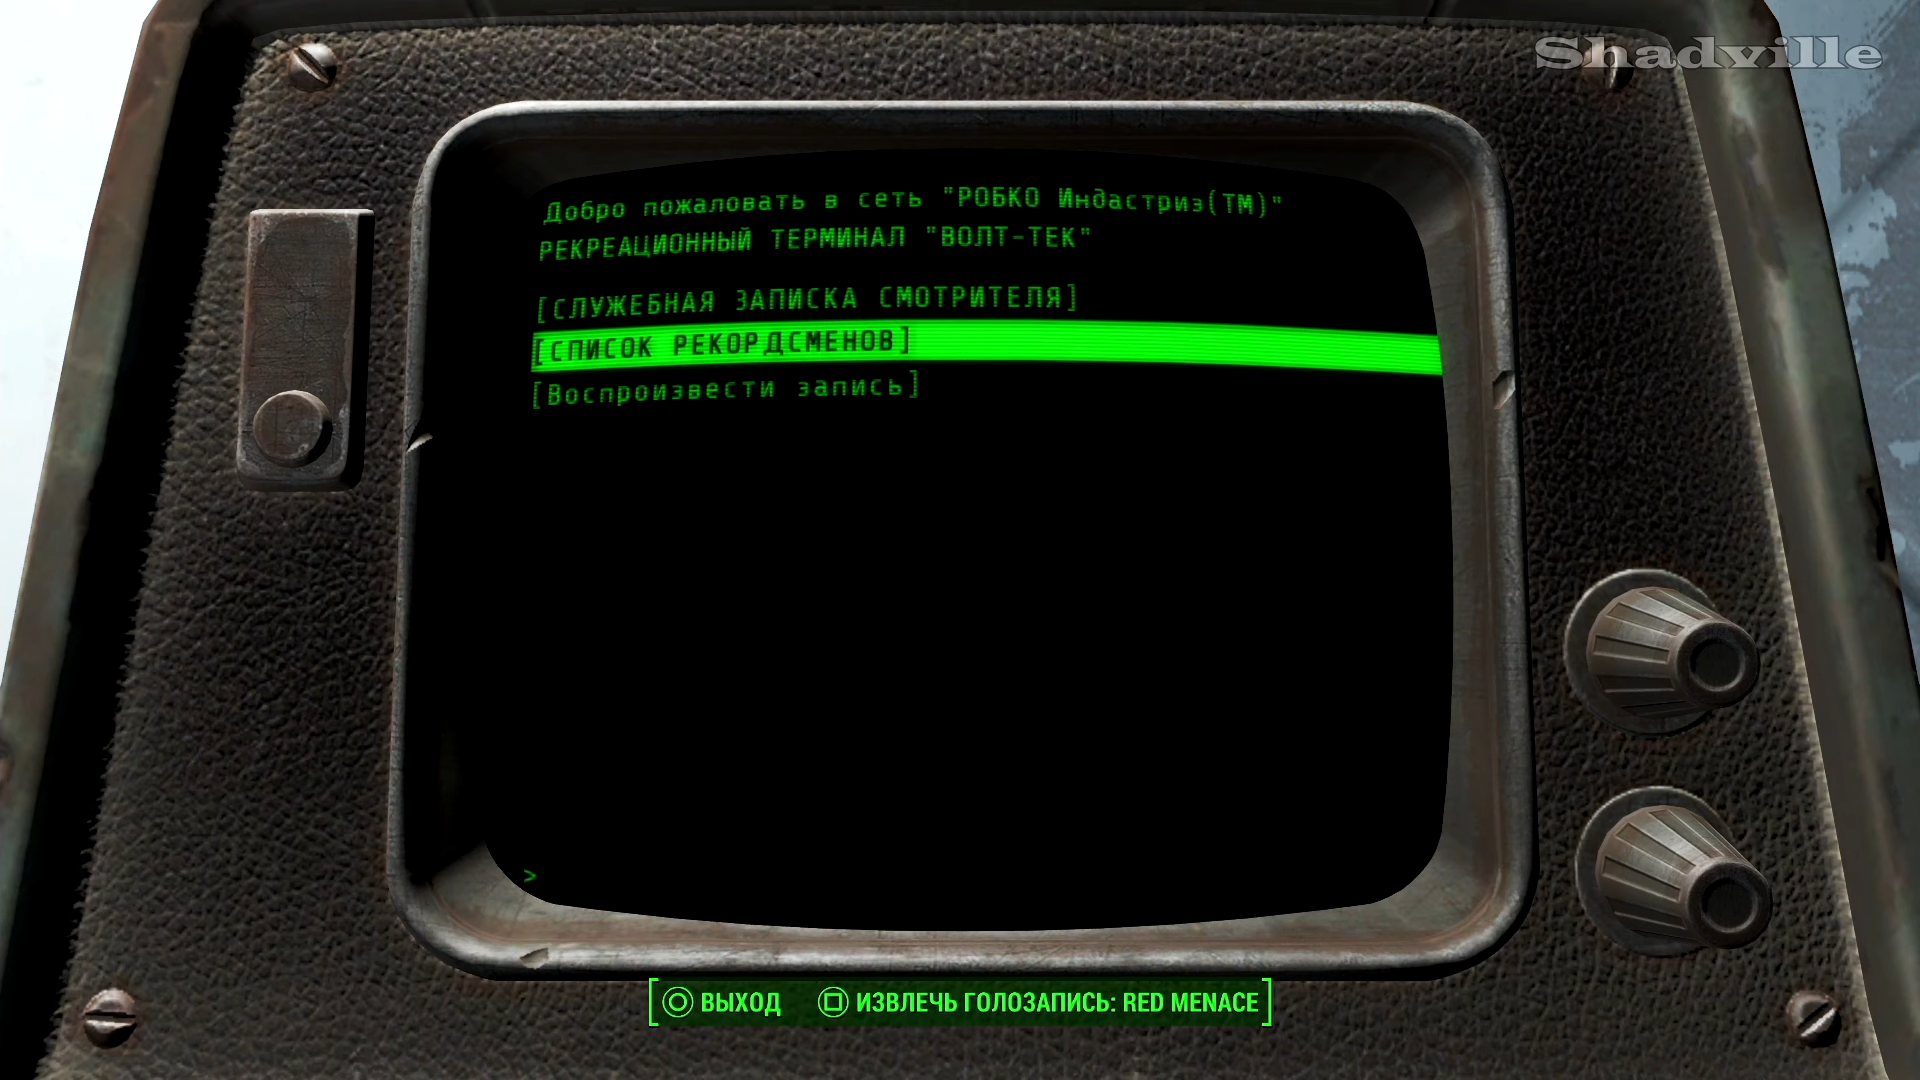 Shadville
Добро пожаловать в сеть "РОБКО Индастриз(ТМ)"
РЕКРЕАЦИОННЫЙ ТЕРМИНАЛ "ВОЛТ-ТЕК"
[СЛУЖЕБНАЯ ЗАПИСКА СМОТРИТЕЛЯ]
[СПИСОК РЕКОРДСМЕНОВ]
[Воспроизвести запись]
>
ВЫХОД ИЗВЛЕЧЬ ГОЛОЗАПИСЬ: RED MENACE